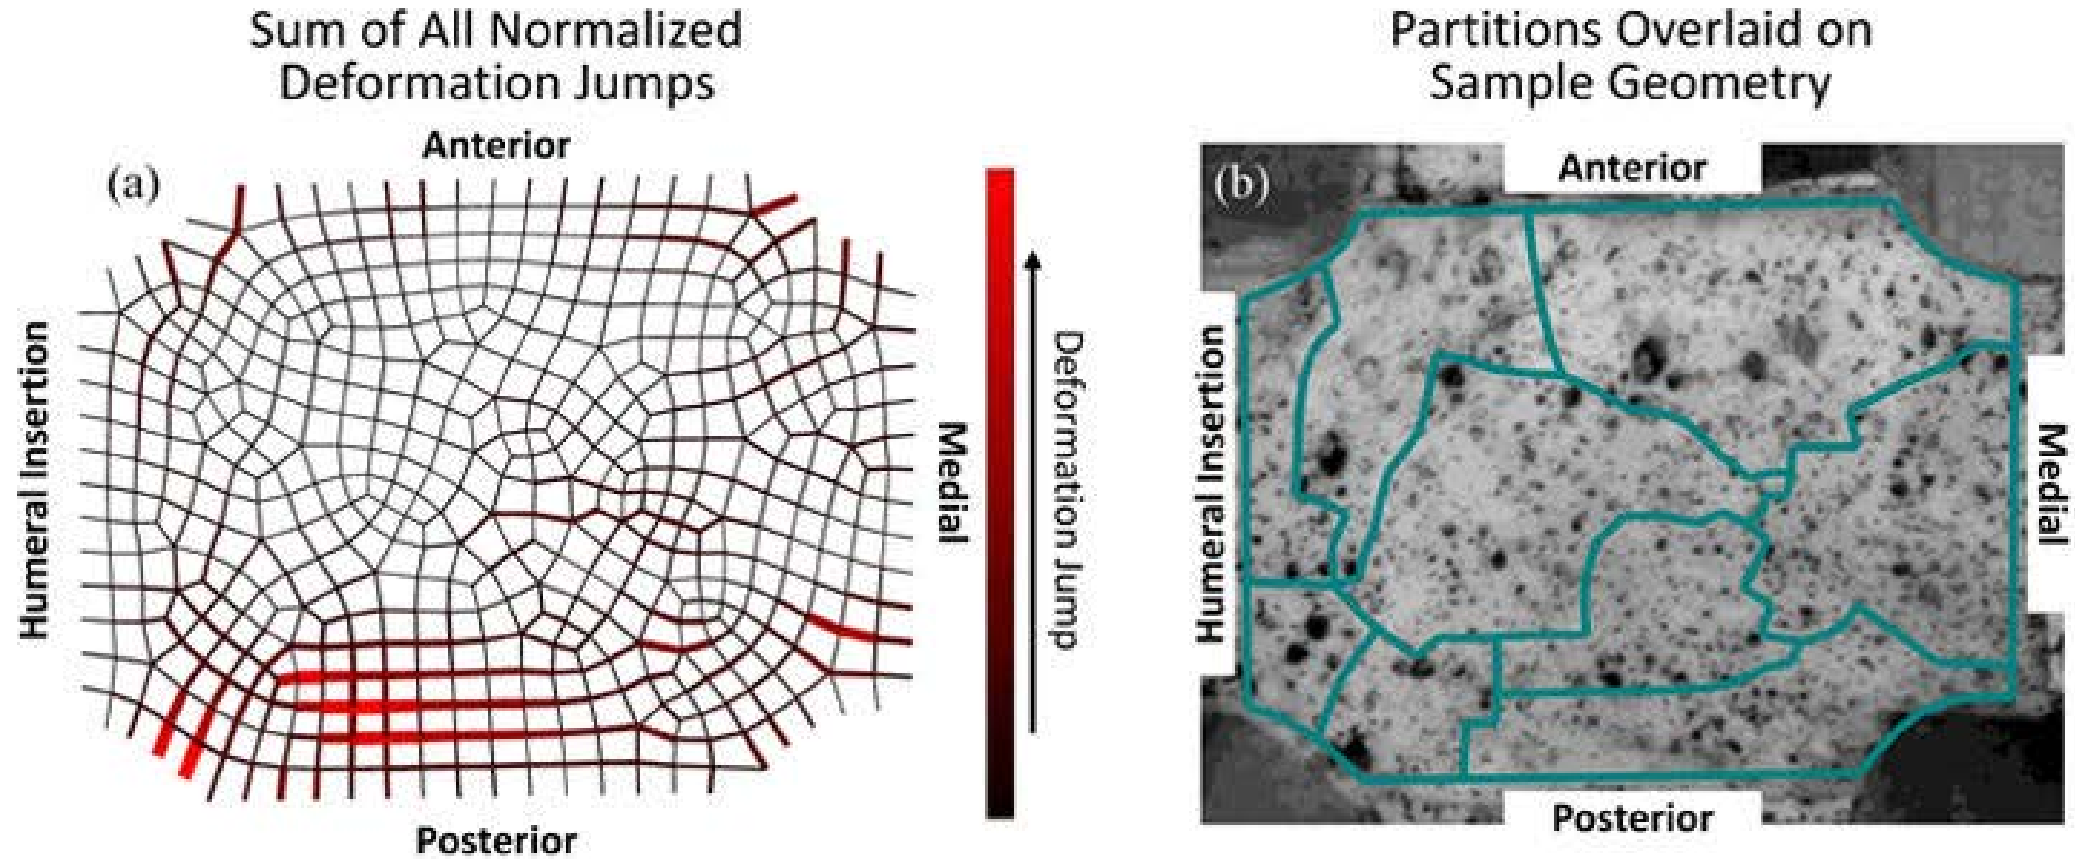 Sum of All Normalized
Deformation Jumps
Anterior
(a)
Humeral Insertion
Medial
Deformation Jump
Posterior
Partitions Overlaid on
Sample Geometry
(b)
Anterior
Humeral Insertion
Medial
Posterior